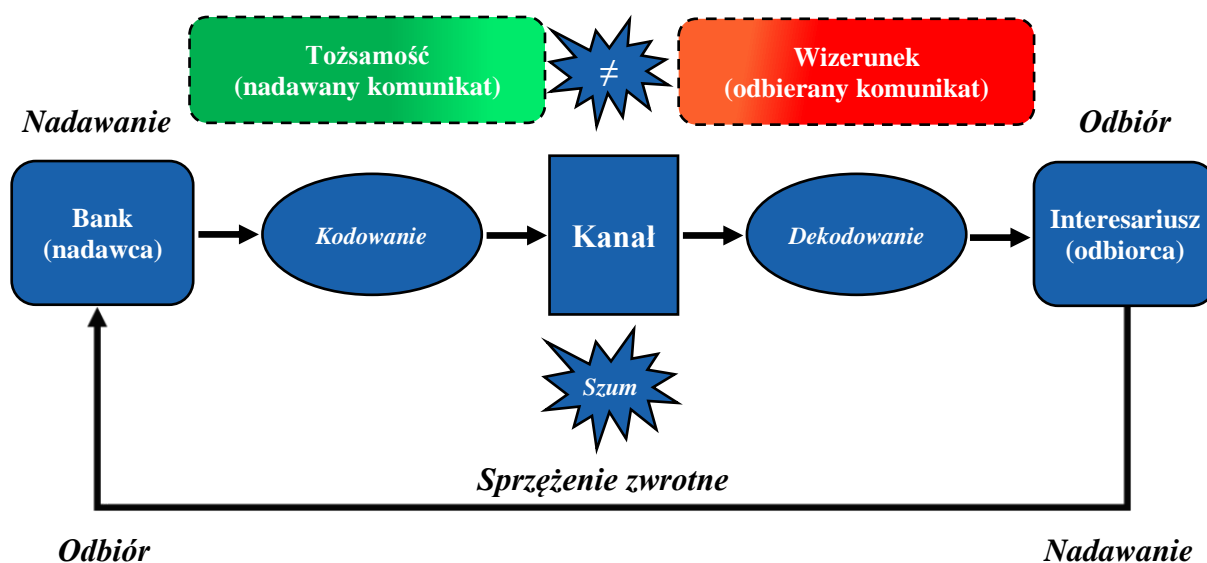 Tożsamość
(nadawany komunikat)
≠
Wizerunek
(odbierany komunikat)
Nadawanie
Odbiór
Bank
(nadawca)
Kodowanie
Kanał
Dekodowanie
Interesariusz
(odbiorca)
Szum
Sprzężenie zwrotne
Odbiór
Nadawanie